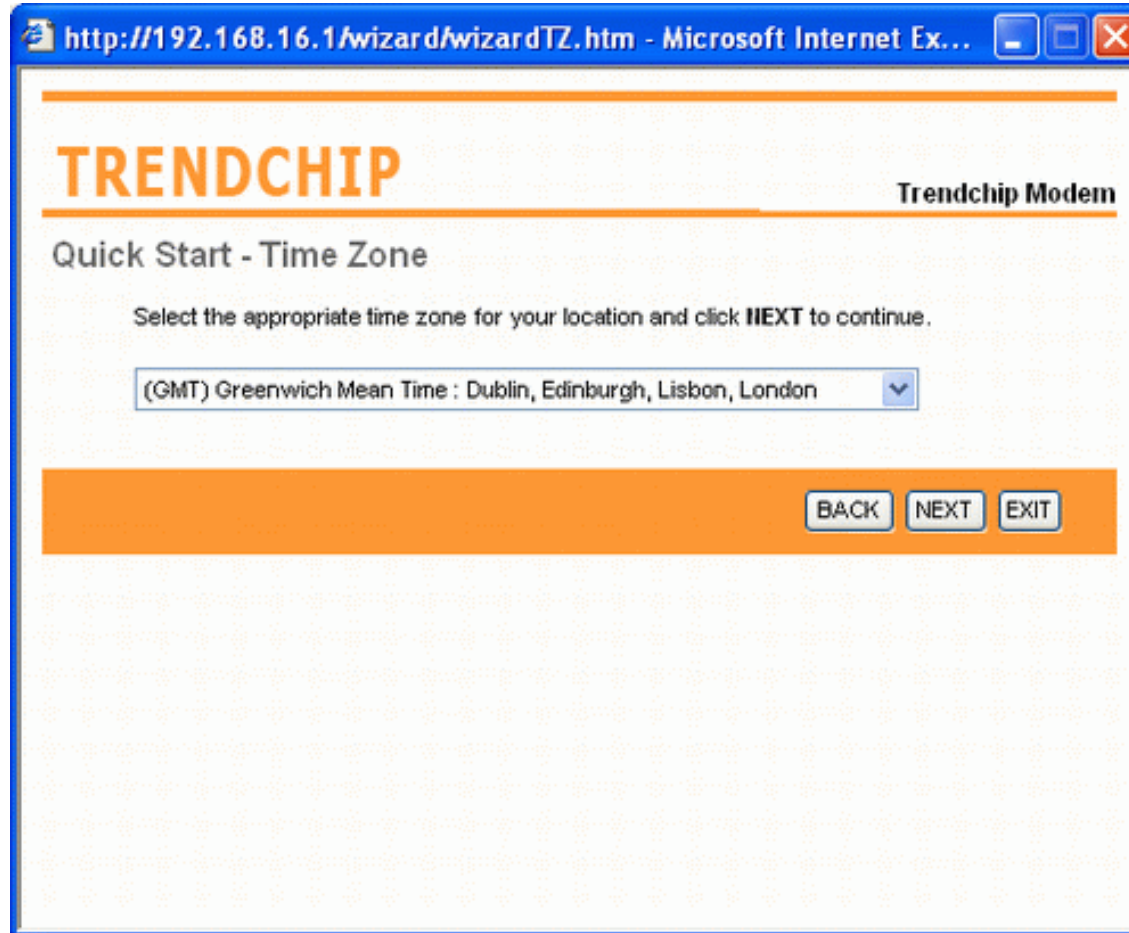 http://192.168.16.1/wizard/wizardTZ.htm - Microsoft Internet Ex...
TRENDCHIP
Trendchip Modem
Quick Start - Time Zone
Select the appropriate time zone for your location and click NEXT to continue.
(GMT) Greenwich Mean Time : Dublin, Edinburgh, Lisbon, London
BACK NEXT EXIT